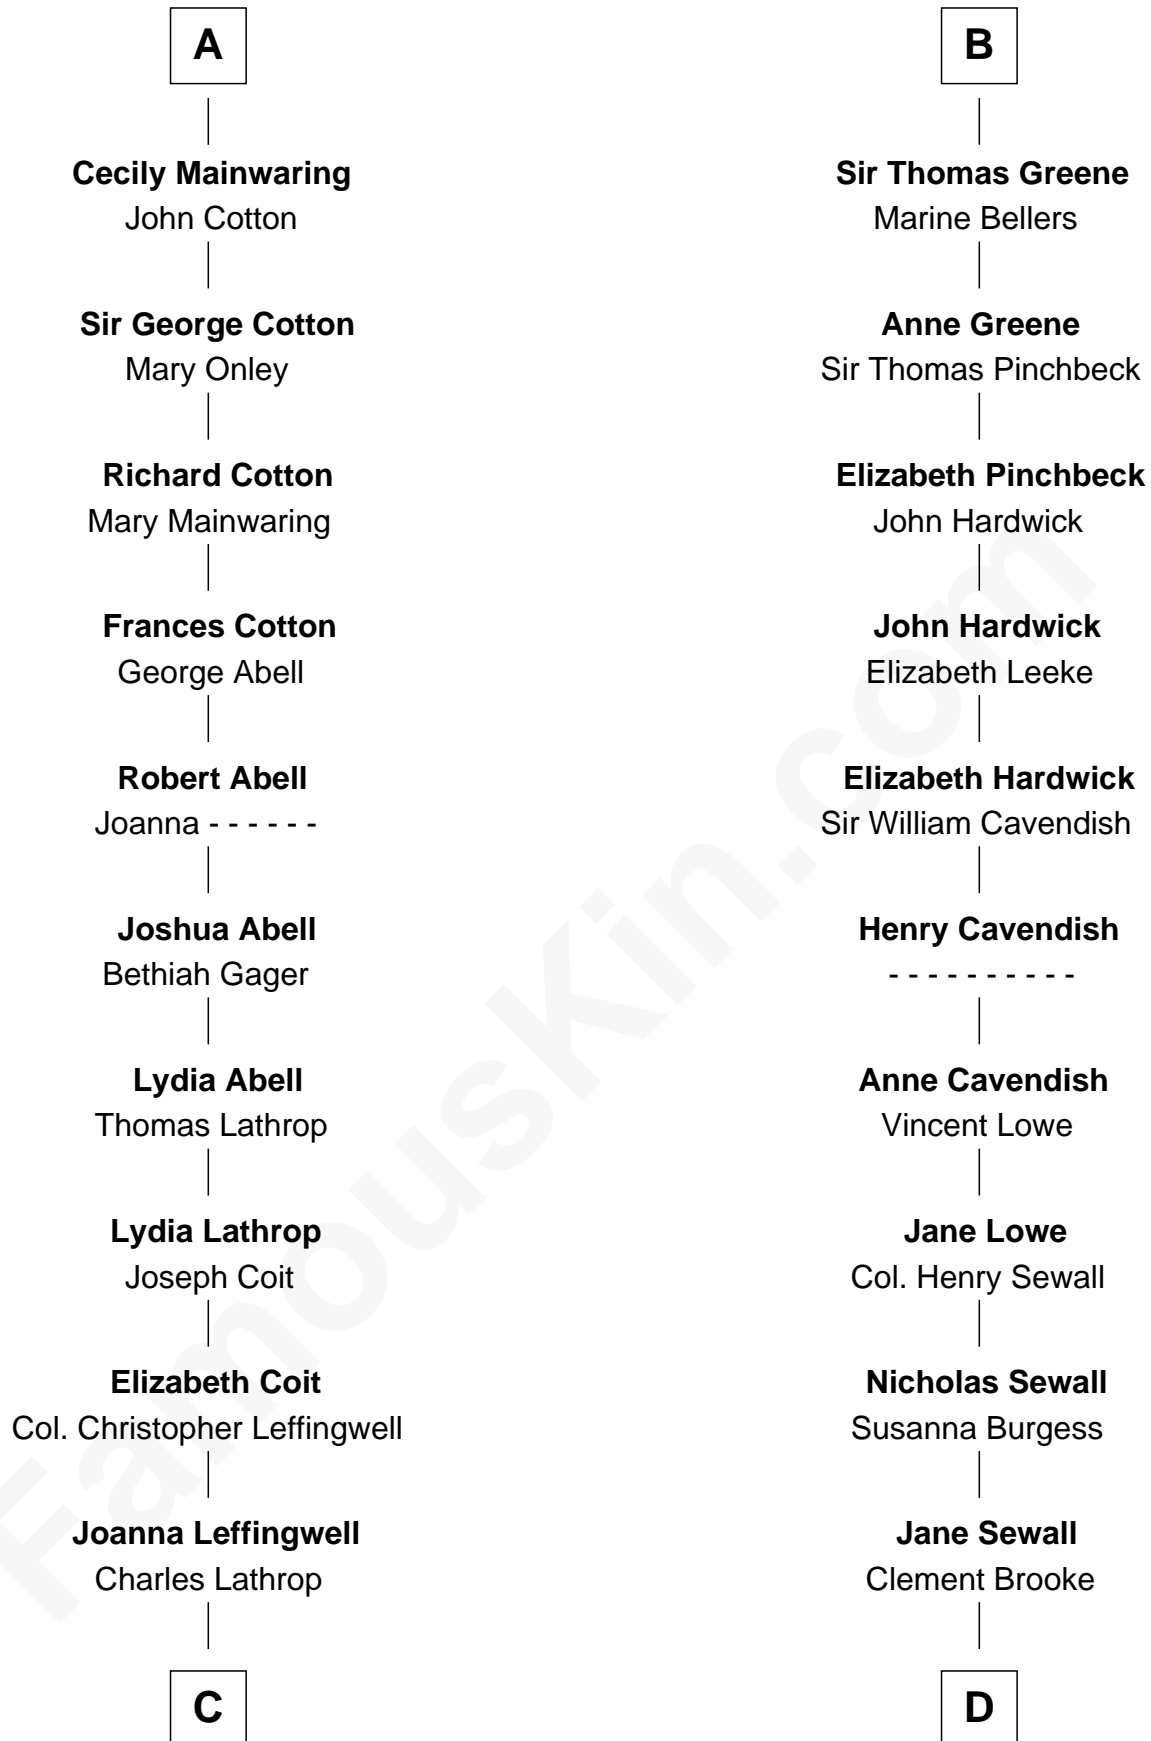 A
Cecily Mainwaring
John Cotton
Sir George Cotton
Mary Onley
Richard Cotton
Mary Mainwaring
Frances Cotton
George Abell
Robert Abell
Joanna - - - - - -
Joshua Abell
Bethiah Gager
Lydia Abell
Thomas Lathrop
Lydia Lathrop
Joseph Coit
Elizabeth Coit
Col. Christopher Leffingwell
Joanna Leffingwell
Charles Lathrop
C
B
Sir Thomas Greene
Marine Bellers
Anne Greene
Sir Thomas Pinchbeck
Elizabeth Pinchbeck
John Hardwick
John Hardwick
Elizabeth Leeke
Elizabeth Hardwick
Sir William Cavendish
Henry Cavendish
- - - - - - - - - -
Anne Cavendish
Vincent Lowe
Jane Lowe
Col. Henry Sewall
Nicholas Sewall
Susanna Burgess
Jane Sewall
Clement Brooke
D
FamousKin.com